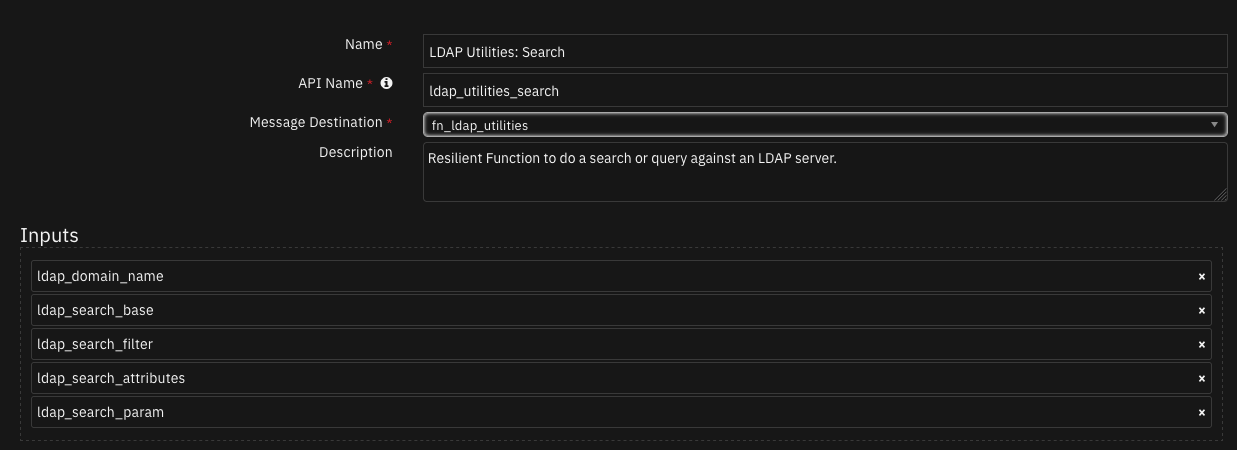 Name *
LDAP Utilities: Search
API Name *
ldap_utilities_search
Message Destination *
fn_ldap_utilities
Description
Resilient Function to do a search or query against an LDAP server.
Inputs
ldap_domain_name ×
ldap_search_base ×
ldap_search_filter ×
ldap_search_attributes ×
ldap_search_param ×